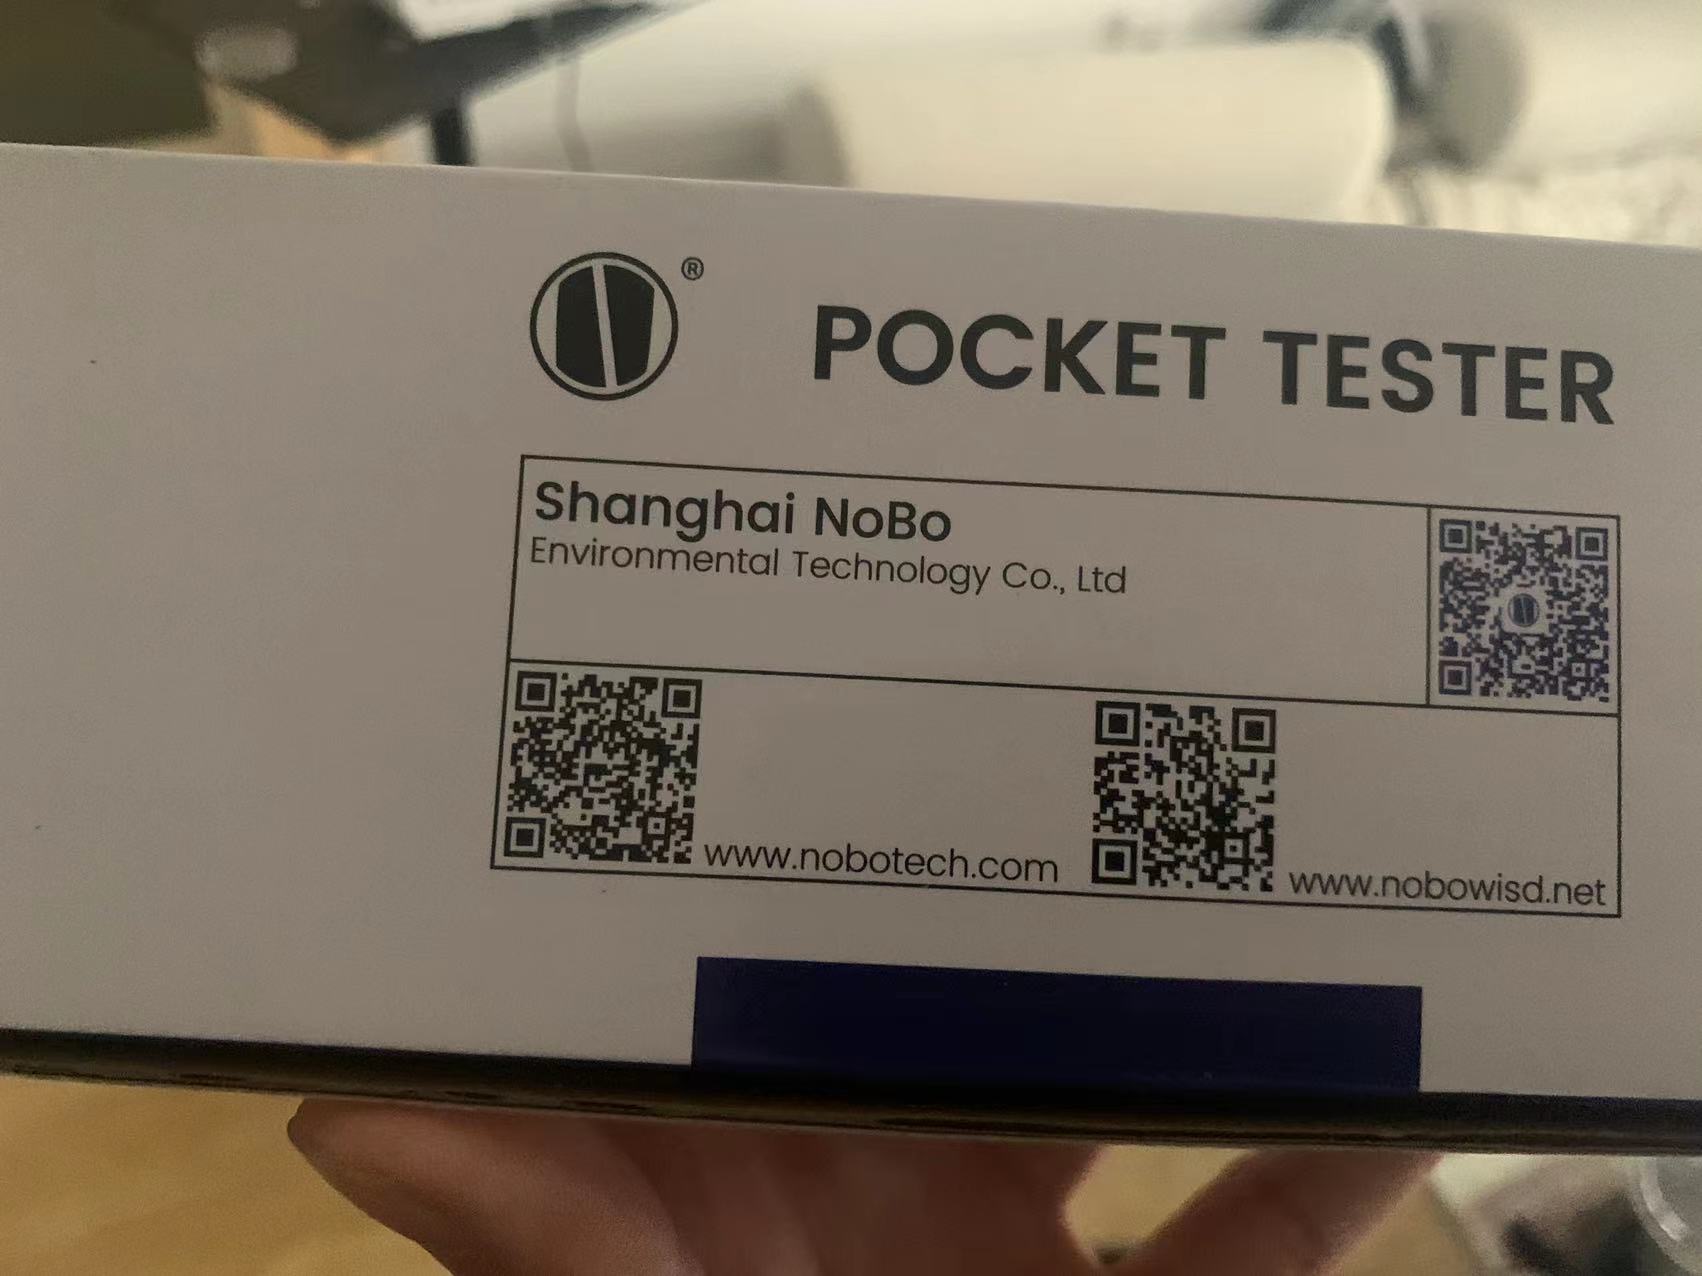 ®
POCKET TESTER
Shanghai NoBo
Environmental Technology Co., Ltd
www.nobotech.com
www.nobowisd.net